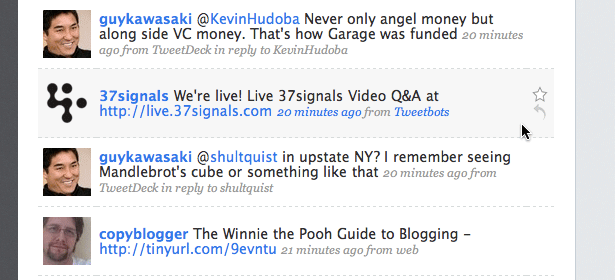 guykawasaki @KevinHudoba Never only angel money but
along side VC money. That's how Garage was funded 20 minutes
ago from TweetDeck in reply to KevinHudoba
37signals We're live! Live 37signals Video Q&A at
http://live.37signals.com 20 minutes ago from Tweetbots
guykawasaki @shultquist in upstate NY? I remember seeing
Mandlebrot's cube or something like that 20 minutes ago from
TweetDeck in reply to shultquist
copyblogger The Winnie the Pooh Guide to Blogging –
http://tinyurl.com/9evntu 21 minutes ago from web